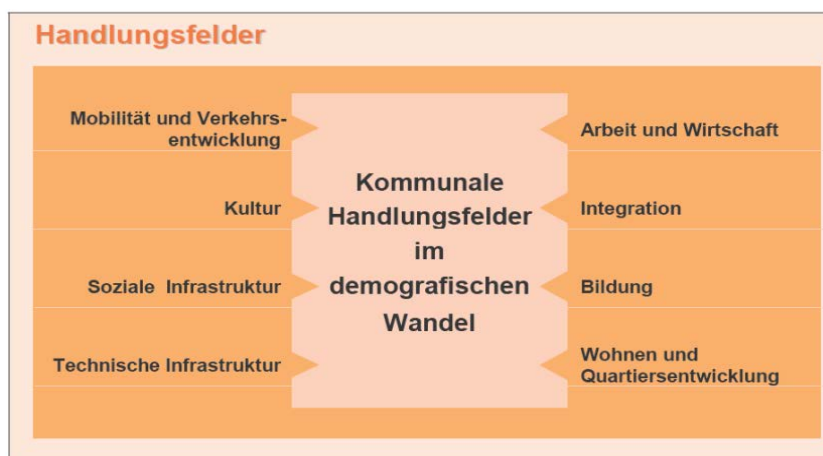 Handlungsfelder
Mobilität und Verkehrs-
entwicklung
Kultur
Soziale Infrastruktur
Technische Infrastruktur
Kommunale
Handlungsfelder
im
demografischen
Wandel
Arbeit und Wirtschaft
Integration
Bildung
Wohnen und
Quartiersentwicklung